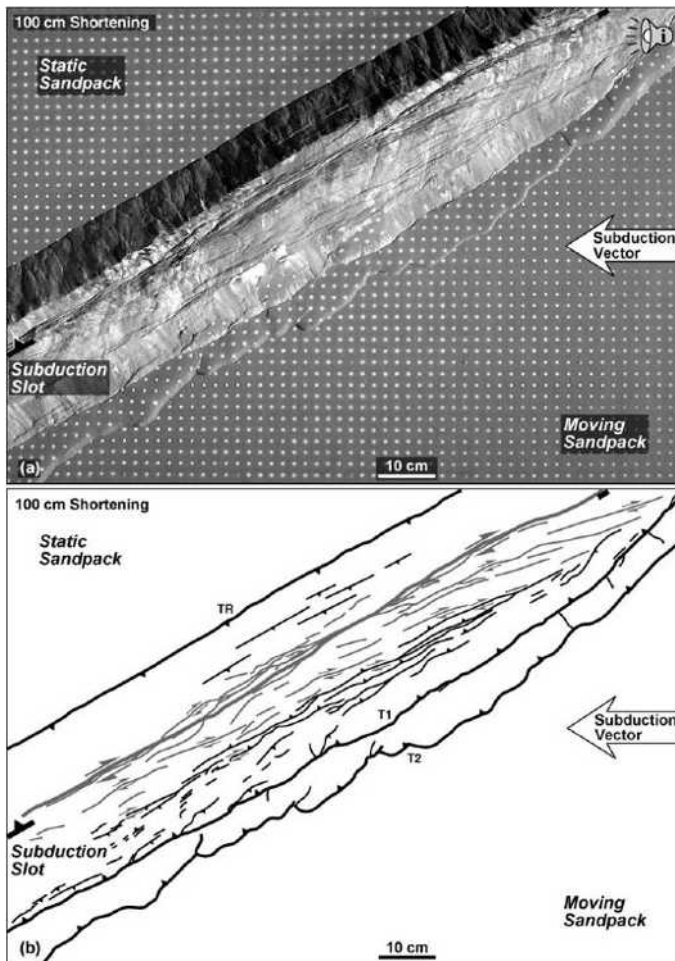 100 cm Shortening
Static
Sandpack
i
Subduction
Vector
Subduction
Slot
Moving
Sandpack
(a)
10 cm
100 cm Shortening
Static
Sandpack
TR
T1
Subduction
Vector
T2
Subduction
Slot
Moving
Sandpack
(b)
10 cm